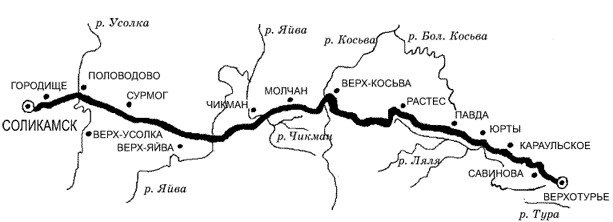 р. Усолка
р. Яйва
р. Косьва
р. Бол. Косьва
ГОРОДИЩЕ
ПОЛОВОДОВО
СУРМОГ
ЧИКМАН
МОЛЧАН
ВЕРХ-КОСЬВА
РАСТЕС
ПАВДА
СОЛИКАМСК
ВЕРХ-УСОЛКА
ВЕРХ-ЯЙВА
р. Чикман
ЮРТЫ
КАРАУЛЬСКОЕ
р. Ляля
САВИНОВА
р. Яйва
ВЕРХОТУРЬЕ
р. Тура